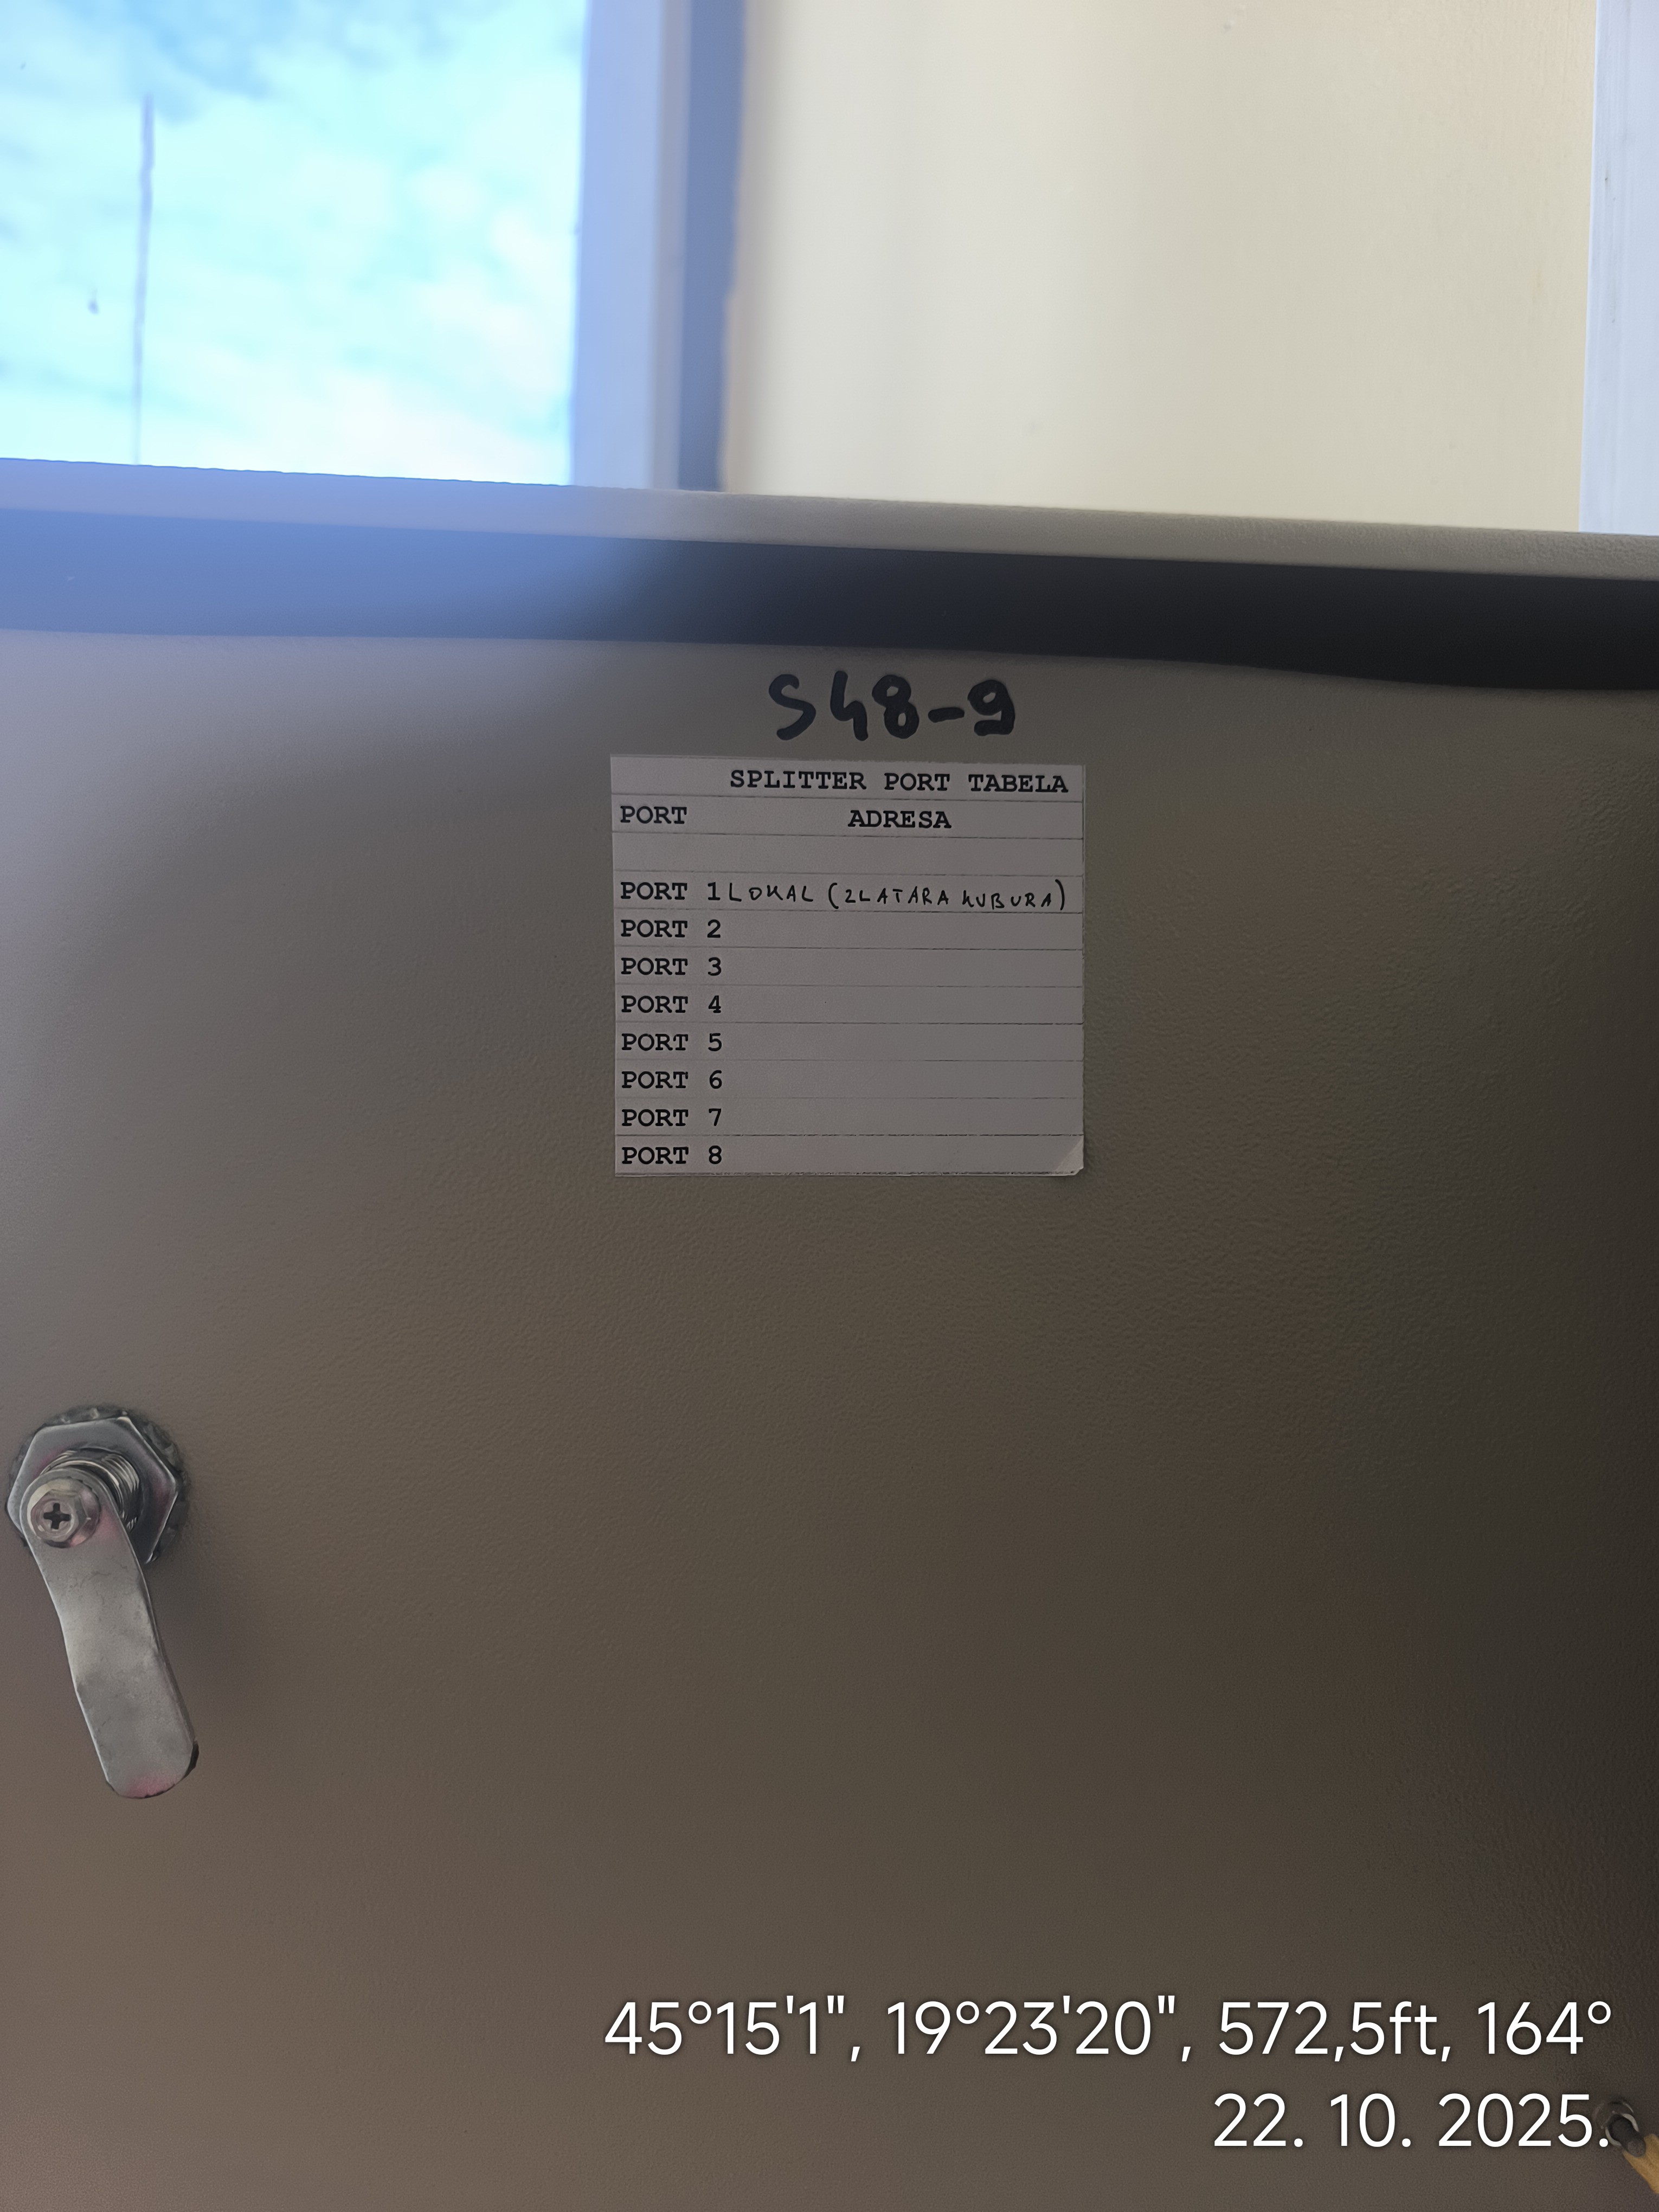 S48-9
SPLITTER PORT TABELA
PORT ADRESA
PORT 1 LOKAL (ZLATARA KUBURA)
PORT 2
PORT 3
PORT 4
PORT 5
PORT 6
PORT 7
PORT 8
45°15'1", 19°23'20", 572,5ft, 164°
22. 10. 2025.